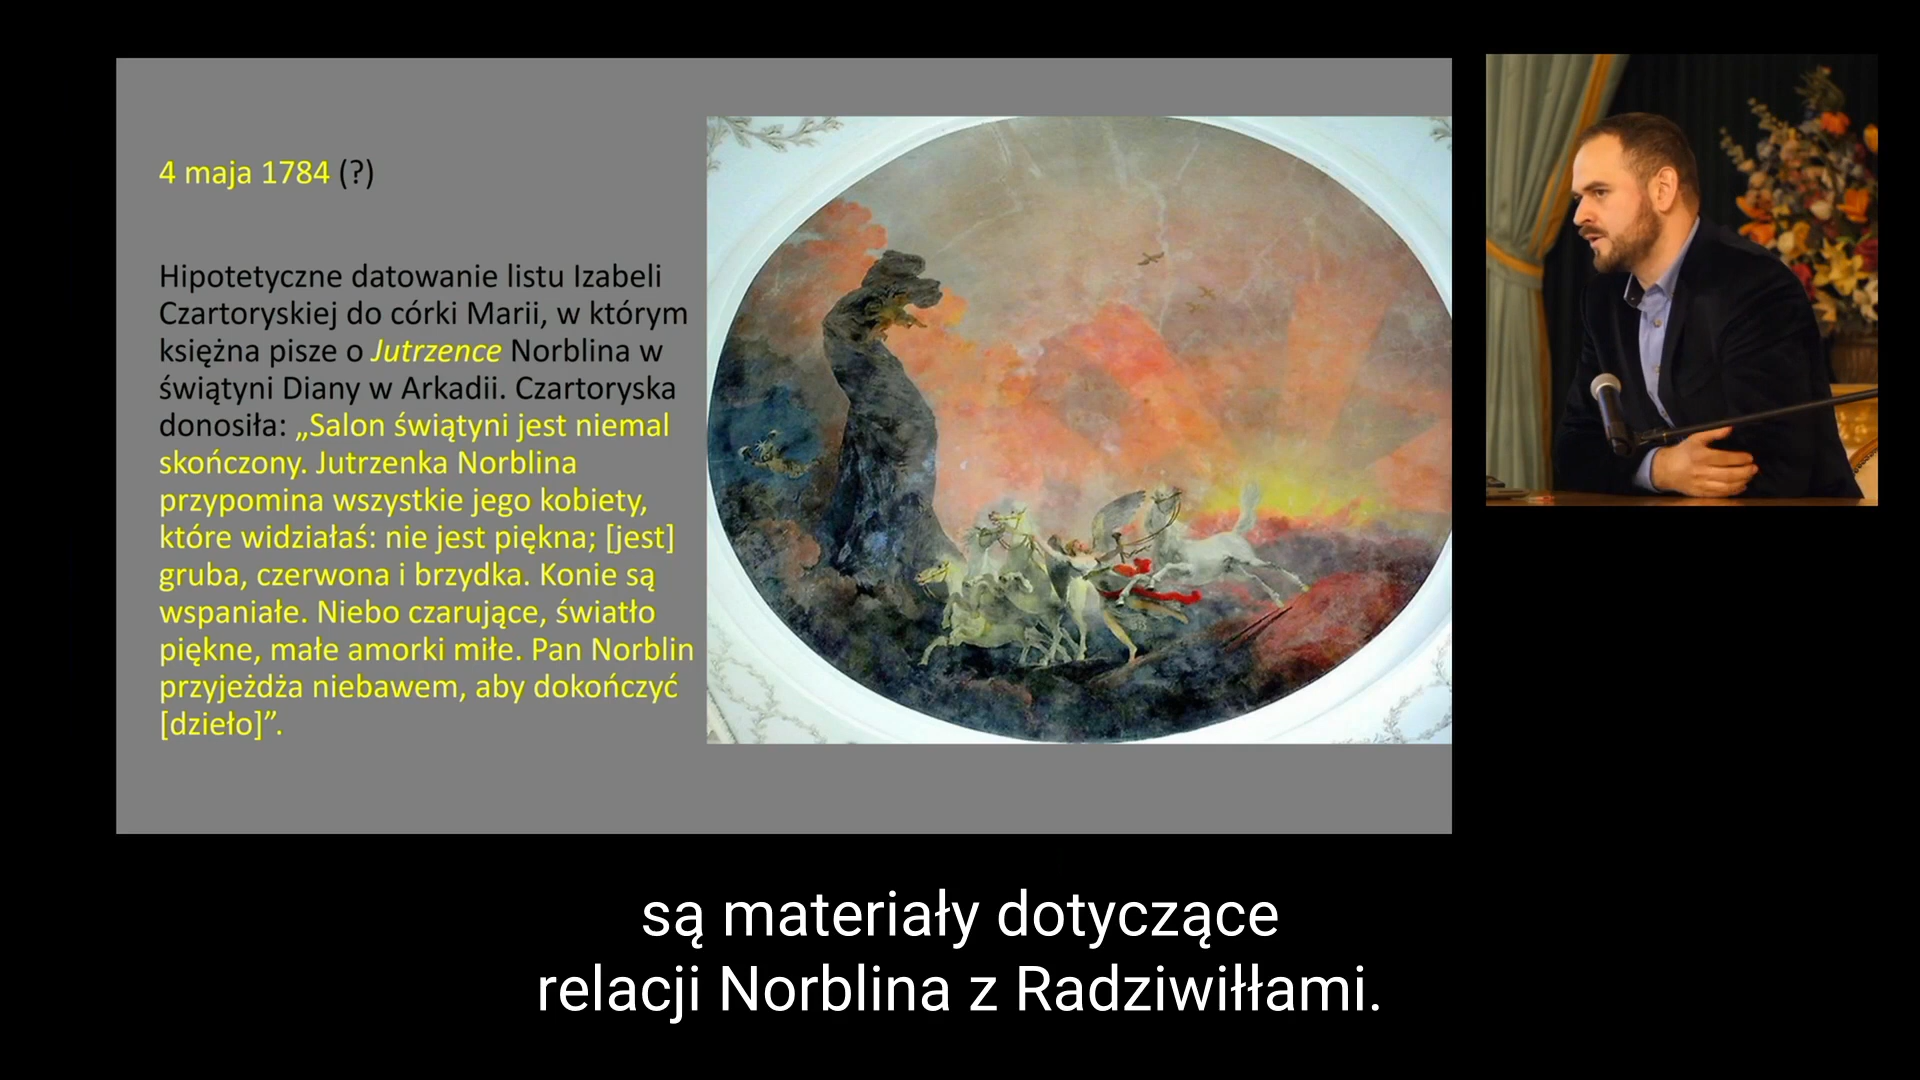 4 maja 1784 (?)
Hipotetyczne datowanie listu Izabeli
Czartoryskiej do córki Marii, w którym
księżna pisze o Jutrzence Norblina w
świątyni Diany w Arkadii. Czartoryska
donosiła: „Salon świątyni jest niemal
skończony. Jutrzenka Norblina
przypomina wszystkie jego kobiety,
które widziałaś: nie jest piękna; [jest]
gruba, czerwona i brzydka. Konie są
wspaniałe. Niebo czarujące, światło
piękne, małe amorki miłe. Pan Norblin
przyjeżdża niebawem, aby dokończyć
[dzieło]”.
są materiały dotyczące
relacji Norblina z Radziwiłłami.